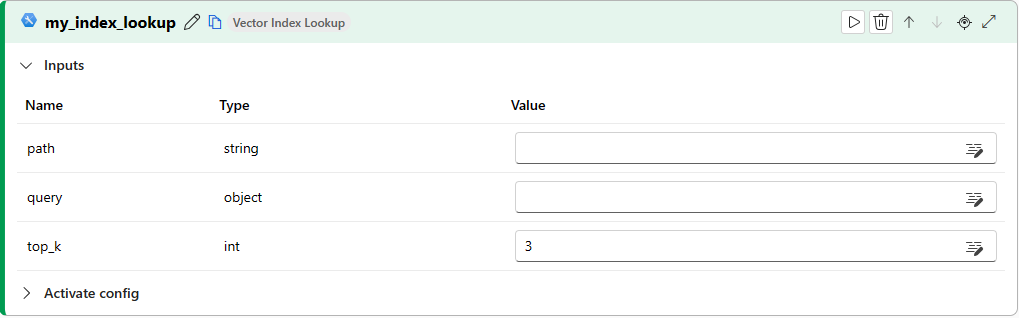 my_index_lookup Vector Index Lookup
Inputs
Name Type Value
path string
query object
top_k int 3
Activate config